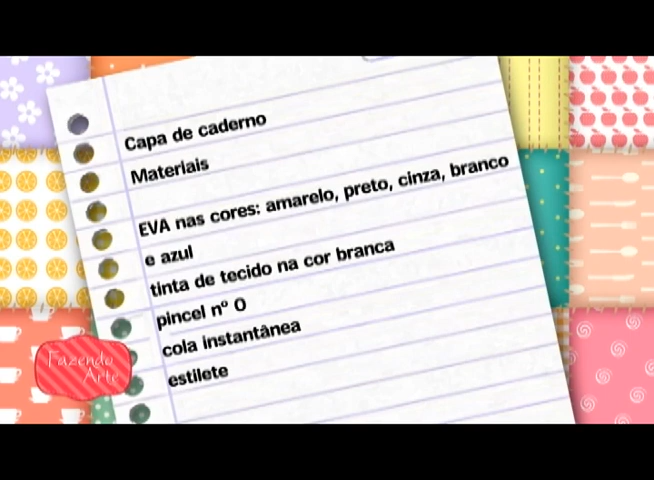 Capa de caderno
Materiais
EVA nas cores: amarelo, preto, cinza, branco
e azul
tinta de tecido na cor branca
pincel nº 0
cola instantânea
estilete
Fazendo
Arte